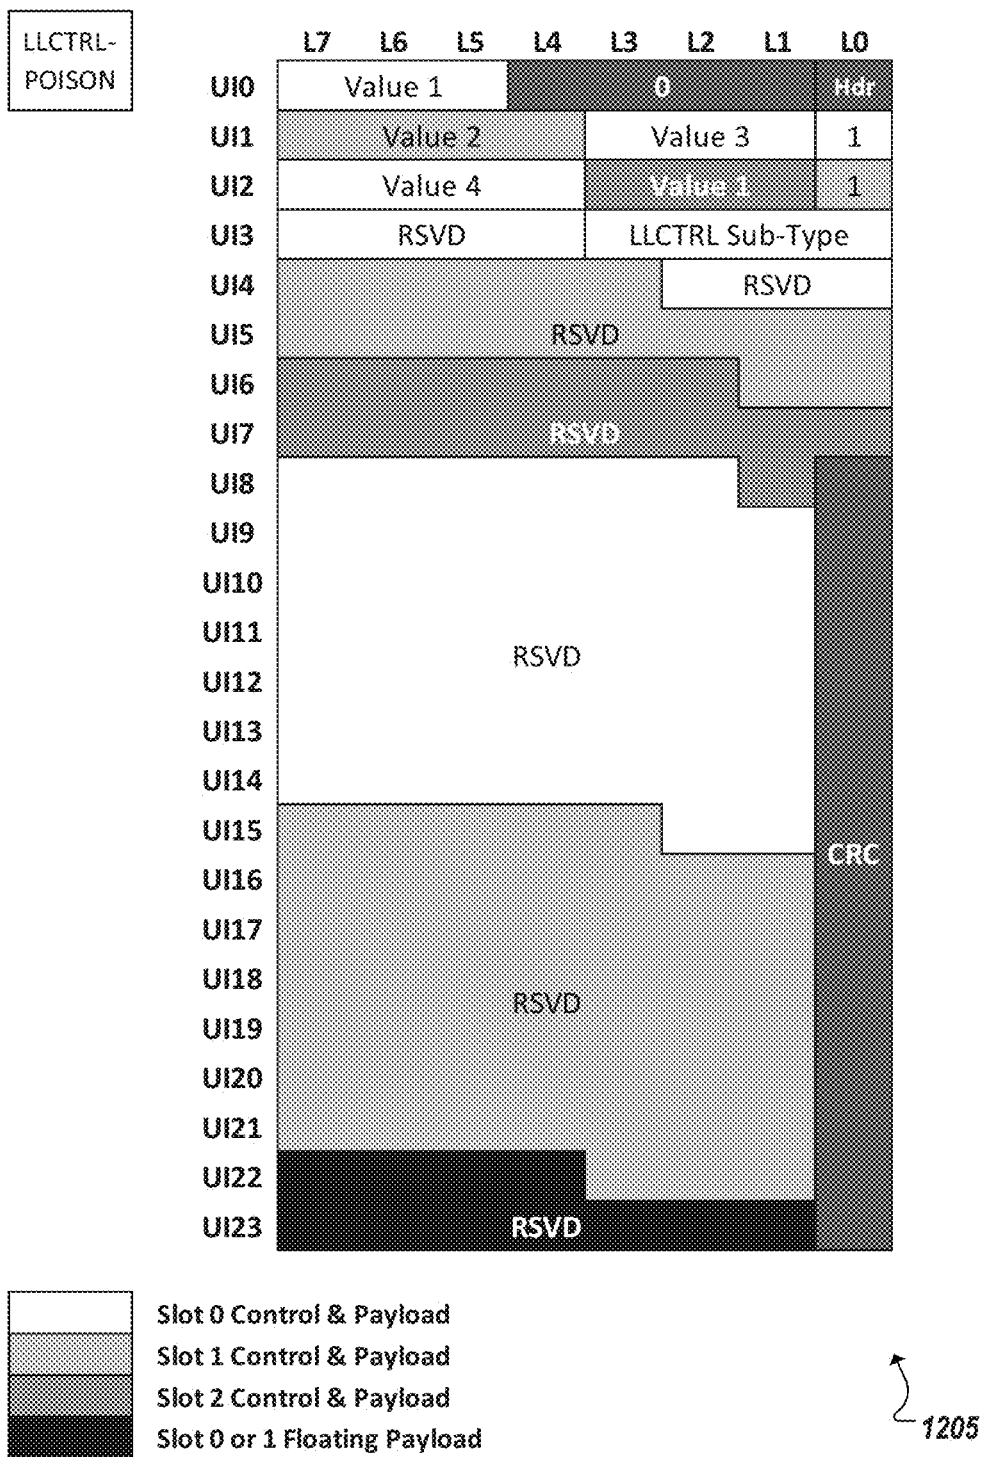 LLCTRL-
POISON
L7 L6 L5 L4 L3 L2 L1 L0
UI0 Value 1 0 Hdr
UI1 Value 2 Value 3 1
UI2 Value 4 Value 1 1
UI3 RSVD LLCTRL Sub-Type
UI4 RSVD
UI5 RSVD
UI6
UI7 RSVD
UI8
UI9
UI10
UI11
RSVD
UI12
UI13
UI14
UI15
CRC
UI16
UI17
UI18
RSVD
UI19
UI20
UI21
UI22
UI23 RSVD
Slot 0 Control & Payload
Slot 1 Control & Payload
Slot 2 Control & Payload
Slot 0 or 1 Floating Payload
1205